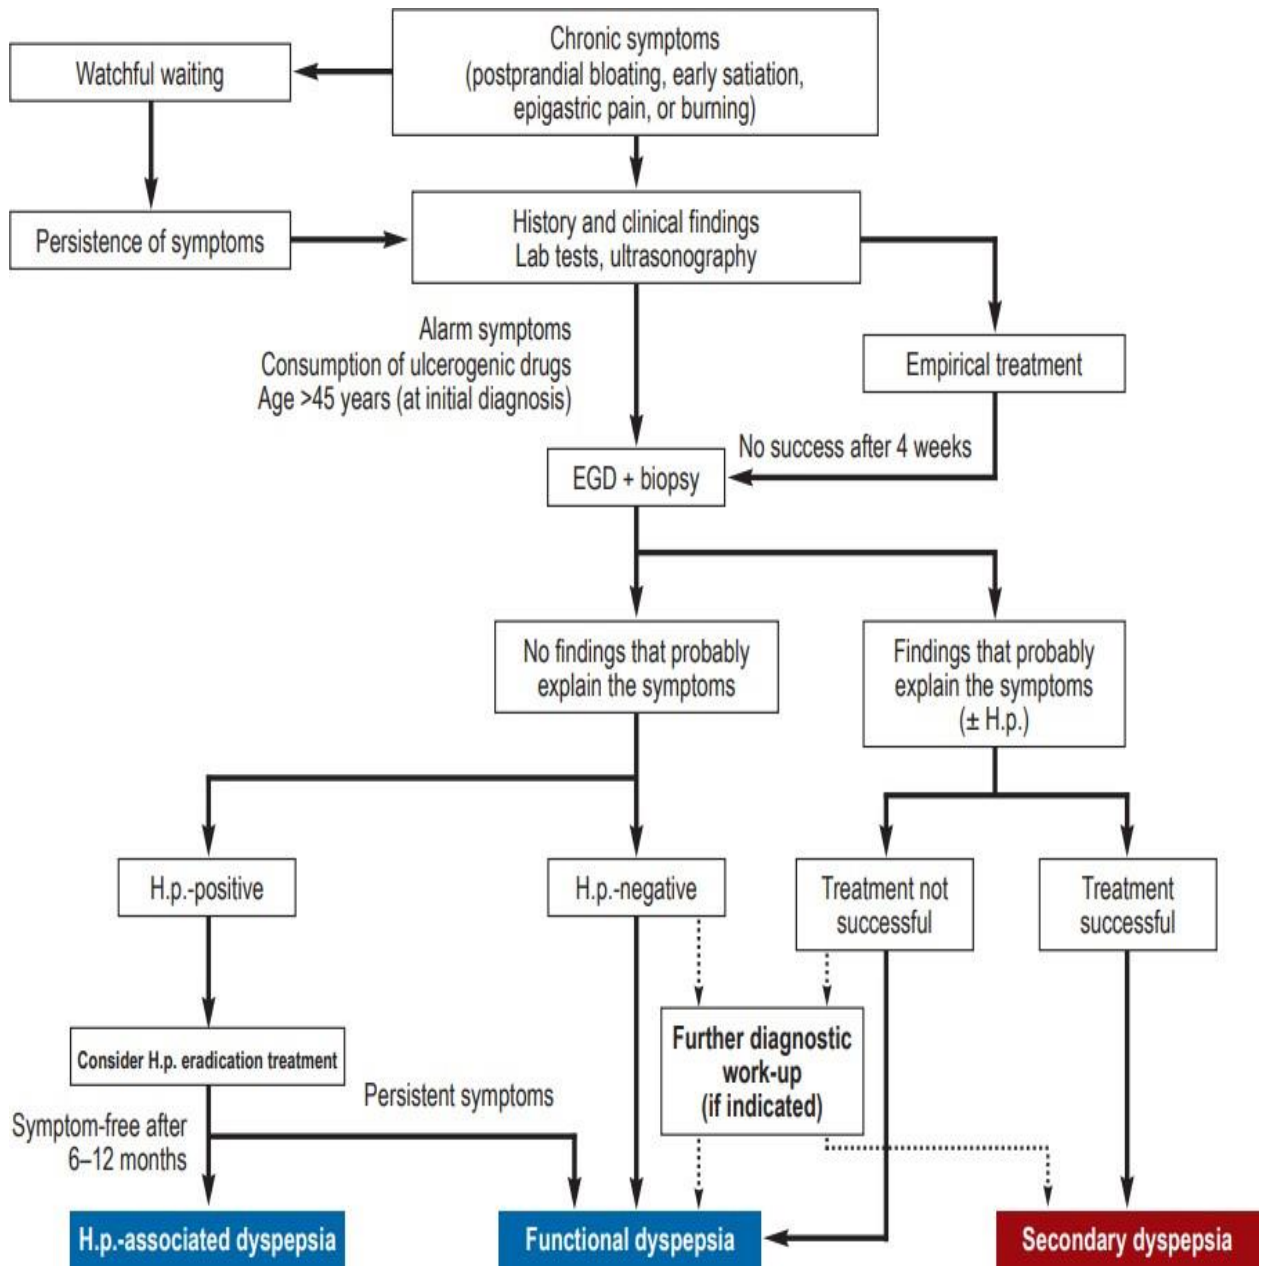 Chronic symptoms
(postprandial bloating, early satiation,
epigastric pain, or burning)
Watchful waiting
Persistence of symptoms
History and clinical findings
Lab tests, ultrasonography
Alarm symptoms
Consumption of ulcerogenic drugs
Age >45 years (at initial diagnosis)
Empirical treatment
No success after 4 weeks
EGD + biopsy
No findings that probably
explain the symptoms
Findings that probably
explain the symptoms
(± H.p.)
H.p.-positive
H.p.-negative
Treatment not
successful
Treatment
successful
Consider H.p. eradication treatment
Further diagnostic
work-up
(if indicated)
Persistent symptoms
Symptom-free after
6–12 months
H.p.-associated dyspepsia
Functional dyspepsia
Secondary dyspepsia